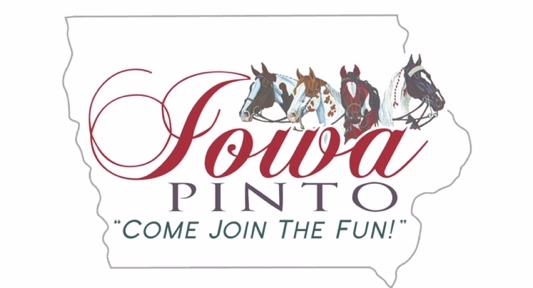 Iowa
PINTO
"COME JOIN THE FUN!"